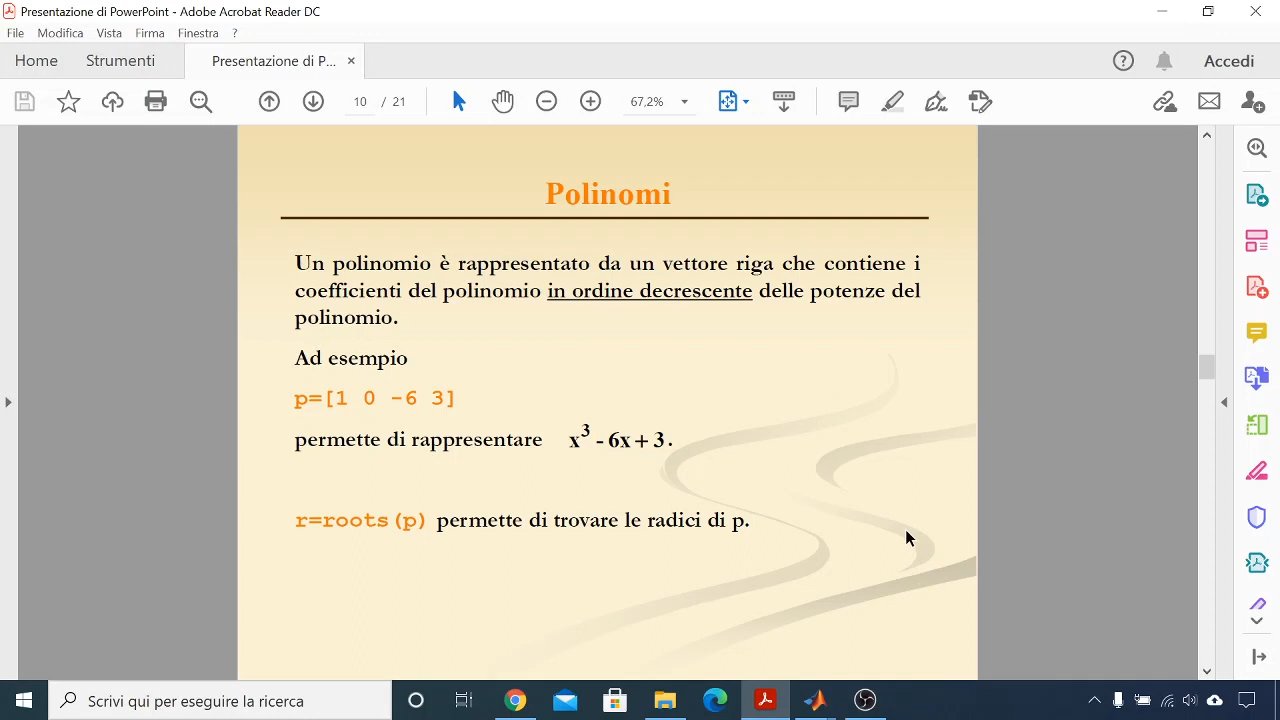 Presentazione di PowerPoint - Adobe Acrobat Reader DC
File Modifica Vista Firma Finestra ?
Home Strumenti Presentazione di P... × Accedi
10 / 21 67,2%
Polinomi
Un polinomio è rappresentato da un vettore riga che contiene i
coefficienti del polinomio in ordine decrescente delle potenze del
polinomio.
Ad esempio
p=[1 0 -6 3]
permette di rappresentare x³ - 6x + 3.
r=roots(p) permette di trovare le radici di p.
Scrivi qui per eseguire la ricerca